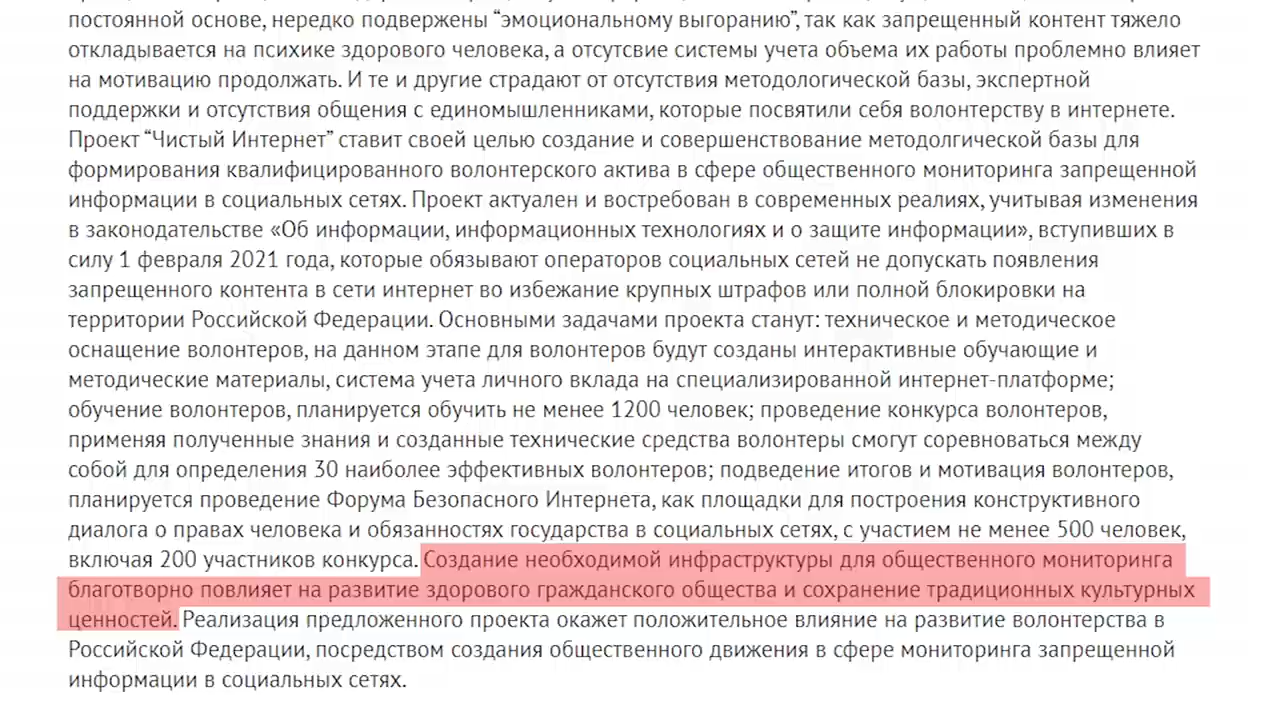 постоянной основе, нередко подвержены “эмоциональному выгоранию”, так как запрещенный контент тяжело
откладывается на психике здорового человека, а отсутсвие системы учета объема их работы проблемно влияет
на мотивацию продолжать. И те и другие страдают от отсутствия методологической базы, экспертной
поддержки и отсутствия общения с единомышленниками, которые посвятили себя волонтерству в интернете.
Проект “Чистый Интернет” ставит своей целью создание и совершенствование методолгической базы для
формирования квалифицированного волонтерского актива в сфере общественного мониторинга запрещенной
информации в социальных сетях. Проект актуален и востребован в современных реалиях, учитывая изменения
в законодательстве «Об информации, информационных технологиях и о защите информации», вступивших в
силу 1 февраля 2021 года, которые обязывают операторов социальных сетей не допускать появления
запрещенного контента в сети интернет во избежание крупных штрафов или полной блокировки на
территории Российской Федерации. Основными задачами проекта станут: техническое и методическое
оснащение волонтеров, на данном этапе для волонтеров будут созданы интерактивные обучающие и
методические материалы, система учета личного вклада на специализированной интернет-платформе;
обучение волонтеров, планируется обучить не менее 1200 человек; проведение конкурса волонтеров,
применяя полученные знания и созданные технические средства волонтеры смогут соревноваться между
собой для определения 30 наиболее эффективных волонтеров; подведение итогов и мотивация волонтеров,
планируется проведение Форума Безопасного Интернета, как площадки для построения конструктивного
диалога о правах человека и обязанностях государства в социальных сетях, с участием не менее 500 человек,
включая 200 участников конкурса. Создание необходимой инфраструктуры для общественного мониторинга
благотворно повлияет на развитие здорового гражданского общества и сохранение традиционных культурных
ценностей. Реализация предложенного проекта окажет положительное влияние на развитие волонтерства в
Российской Федерации, посредством создания общественного движения в сфере мониторинга запрещенной
информации в социальных сетях.